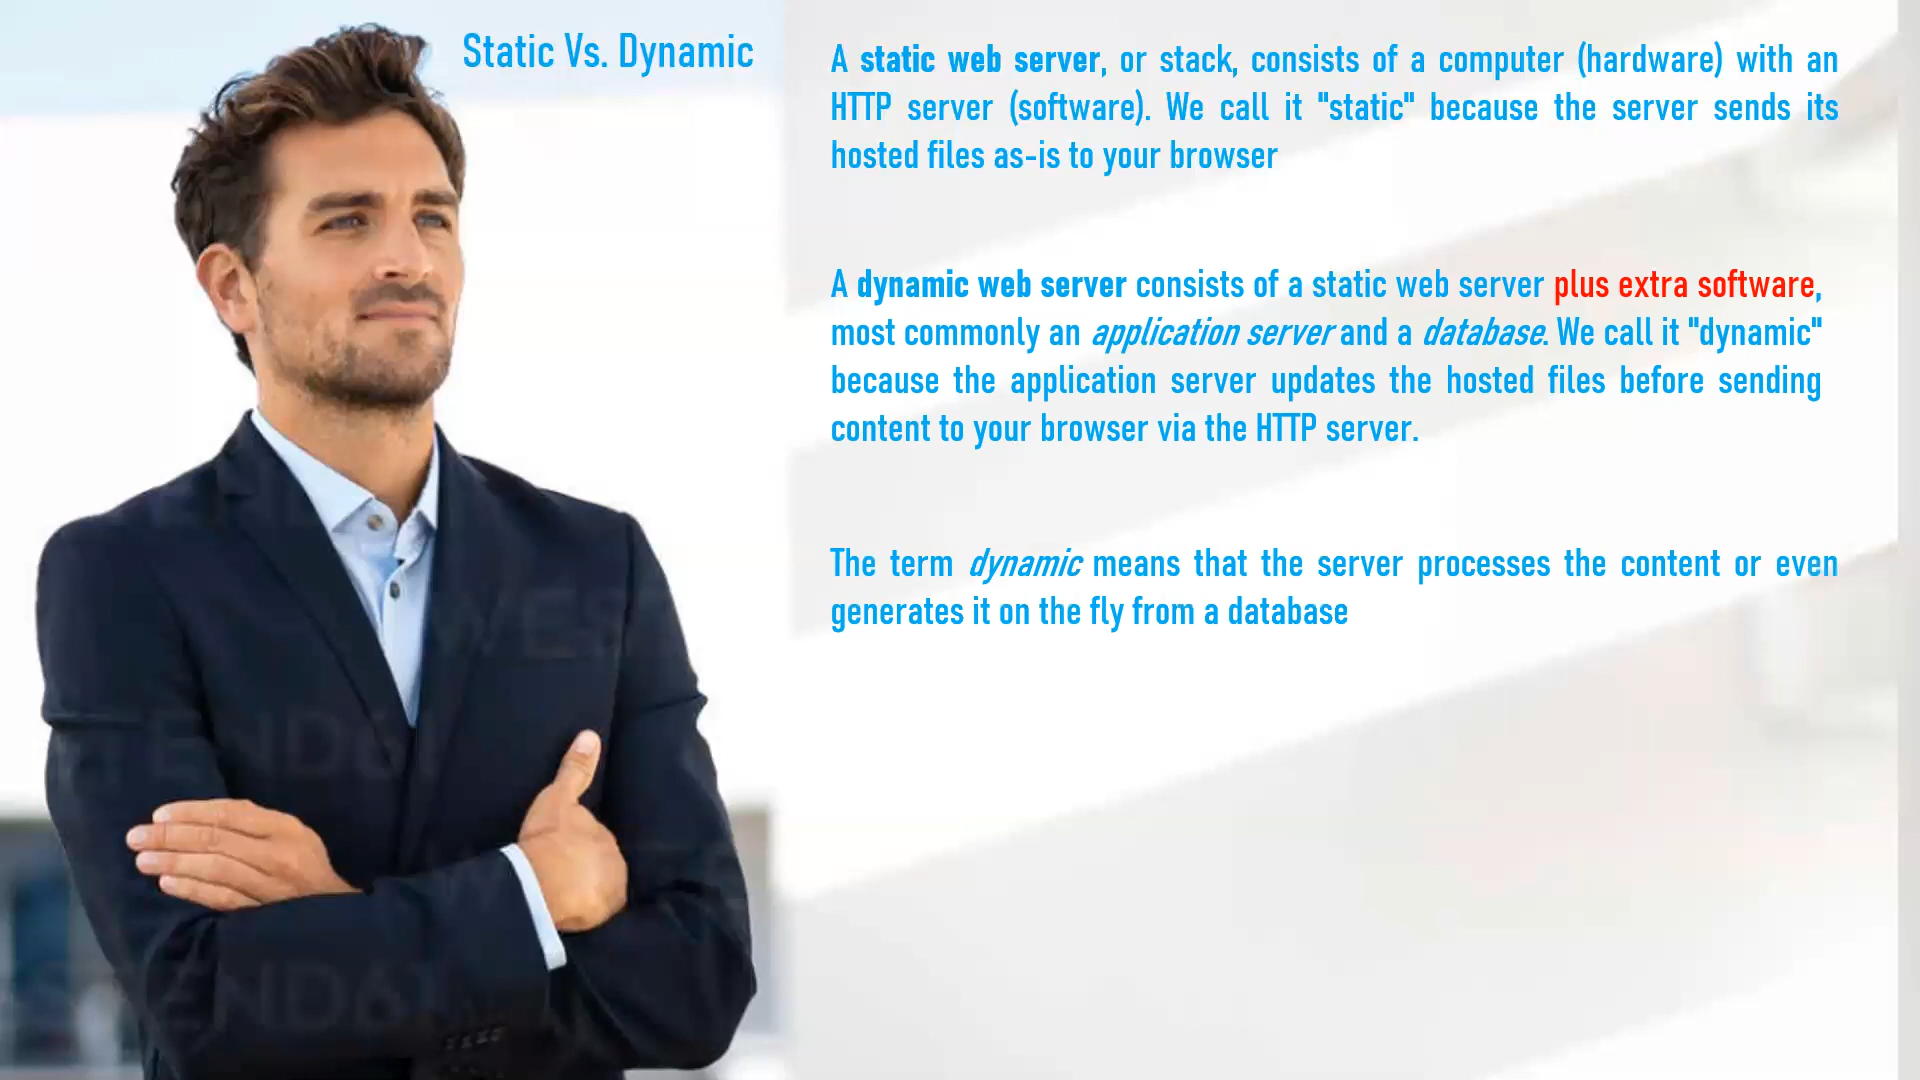 Static Vs. Dynamic
A static web server, or stack, consists of a computer (hardware) with an
HTTP server (software). We call it "static" because the server sends its
hosted files as-is to your browser
A dynamic web server consists of a static web server plus extra software,
most commonly an application server and a database. We call it "dynamic"
because the application server updates the hosted files before sending
content to your browser via the HTTP server.
The term dynamic means that the server processes the content or even
generates it on the fly from a database